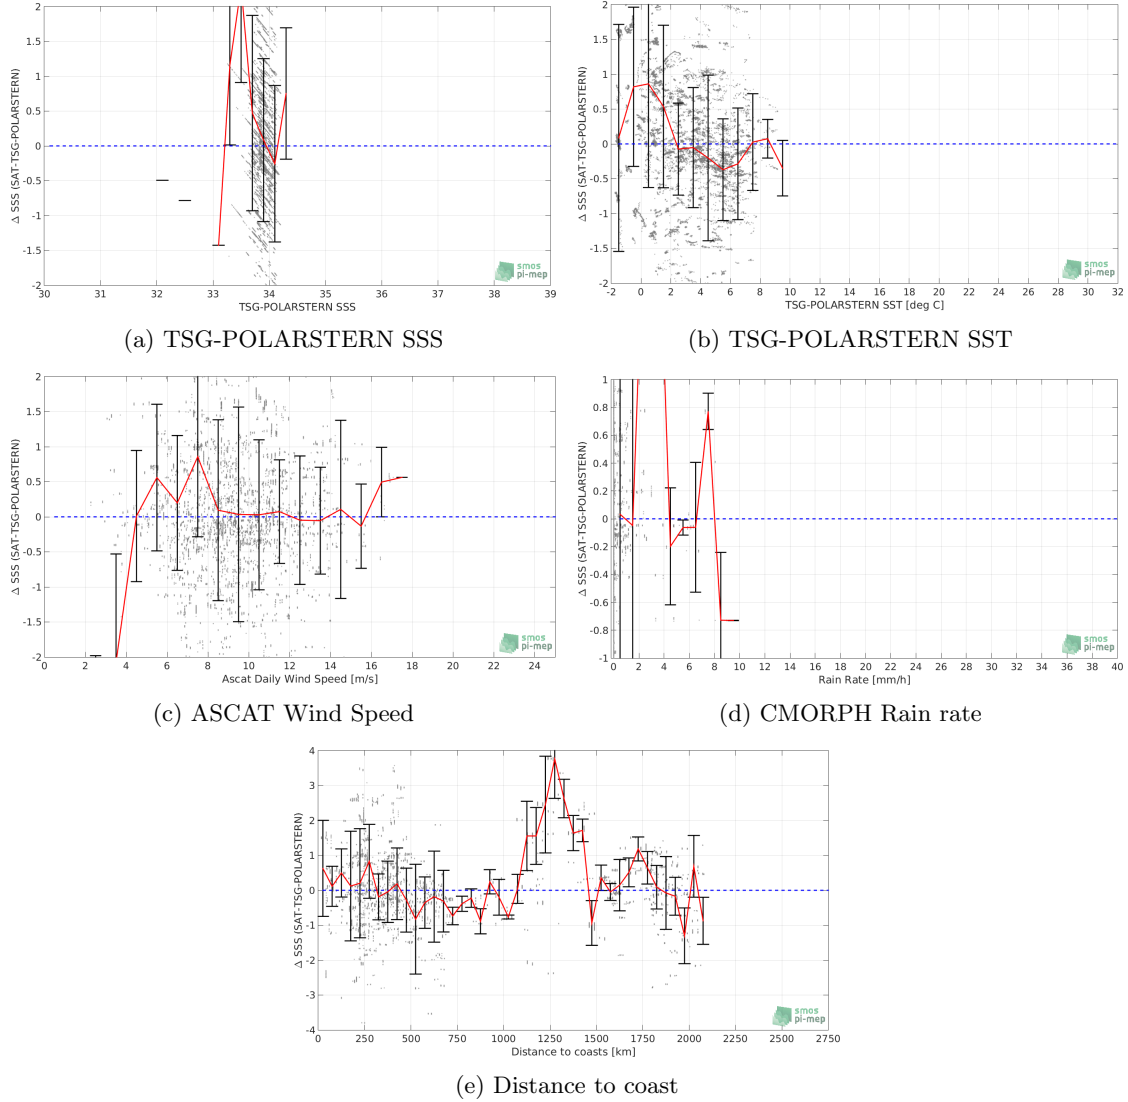 2
1.5
1
0.5
0
-0.5
-1
-1.5
-2
Δ SSS (SAT-TSG-POLARSTERN)
30 31 32 33 34 35 36 37 38 39
TSG-POLARSTERN SSS
smos
pi-mep
(a) TSG-POLARSTERN SSS
2
1.5
1
0.5
0
-0.5
-1
-1.5
-2
Δ SSS (SAT-TSG-POLARSTERN)
-2 0 2 4 6 8 10 12 14 16 18 20 22 24 26 28 30 32
TSG-POLARSTERN SST [deg C]
smos
pi-mep
(b) TSG-POLARSTERN SST
2
1.5
1
0.5
0
-0.5
-1
-1.5
-2
Δ SSS (SAT-TSG-POLARSTERN)
0 2 4 6 8 10 12 14 16 18 20 22 24
Ascat Daily Wind Speed [m/s]
smos
pi-mep
(c) ASCAT Wind Speed
1
0.8
0.6
0.4
0.2
0
-0.2
-0.4
-0.6
-0.8
-1
Δ SSS (SAT-TSG-POLARSTERN)
0 2 4 6 8 10 12 14 16 18 20 22 24 26 28 30 32 34 36 38 40
Rain Rate [mm/h]
smos
pi-mep
(d) CMORPH Rain rate
4
3
2
1
0
-1
-2
-3
-4
Δ SSS (SAT-TSG-POLARSTERN)
0 250 500 750 1000 1250 1500 1750 2000 2250 2500 2750
Distance to coasts [km]
smos
pi-mep
(e) Distance to coast